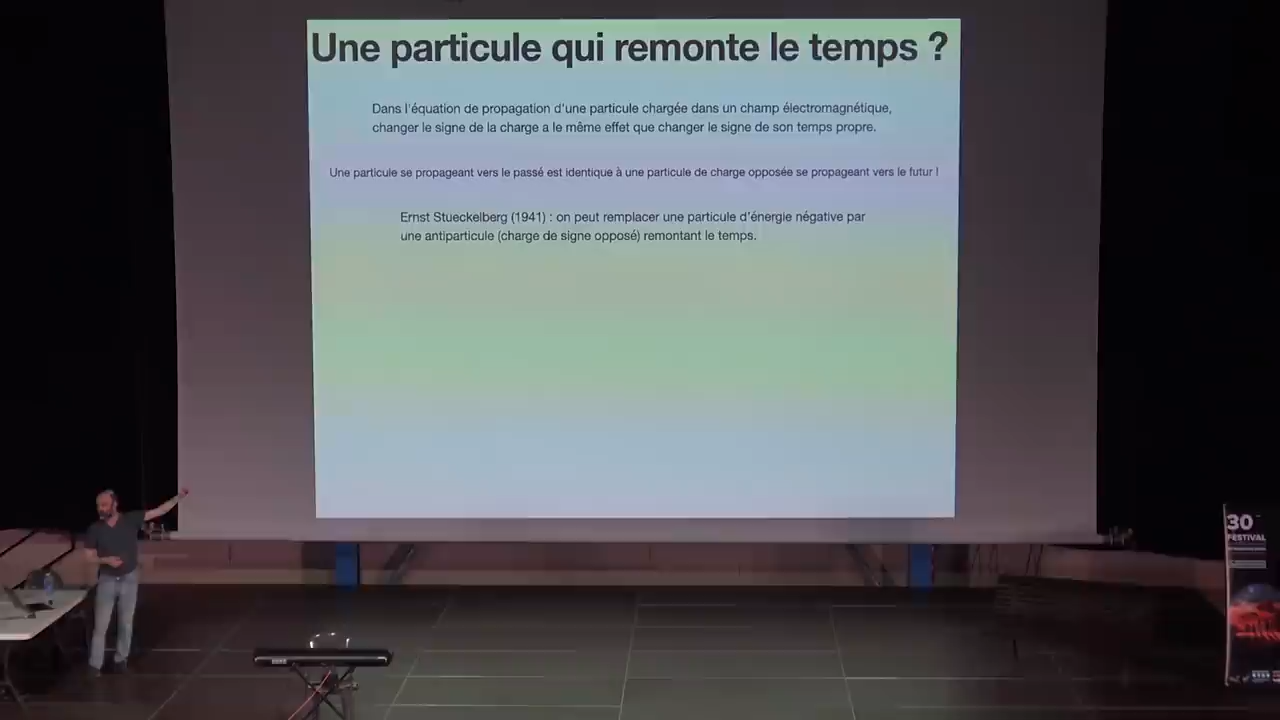 Une particule qui remonte le temps ?
Dans l'équation de propagation d'une particule chargée dans un champ électromagnétique,
changer le signe de la charge a le même effet que changer le signe de son temps propre.
Une particule se propageant vers le passé est identique à une particule de charge opposée se propageant vers le futur !
Ernst Stueckelberg (1941) : on peut remplacer une particule d'énergie négative par
une antiparticule (charge de signe opposé) remontant le temps.
30
FESTIVAL